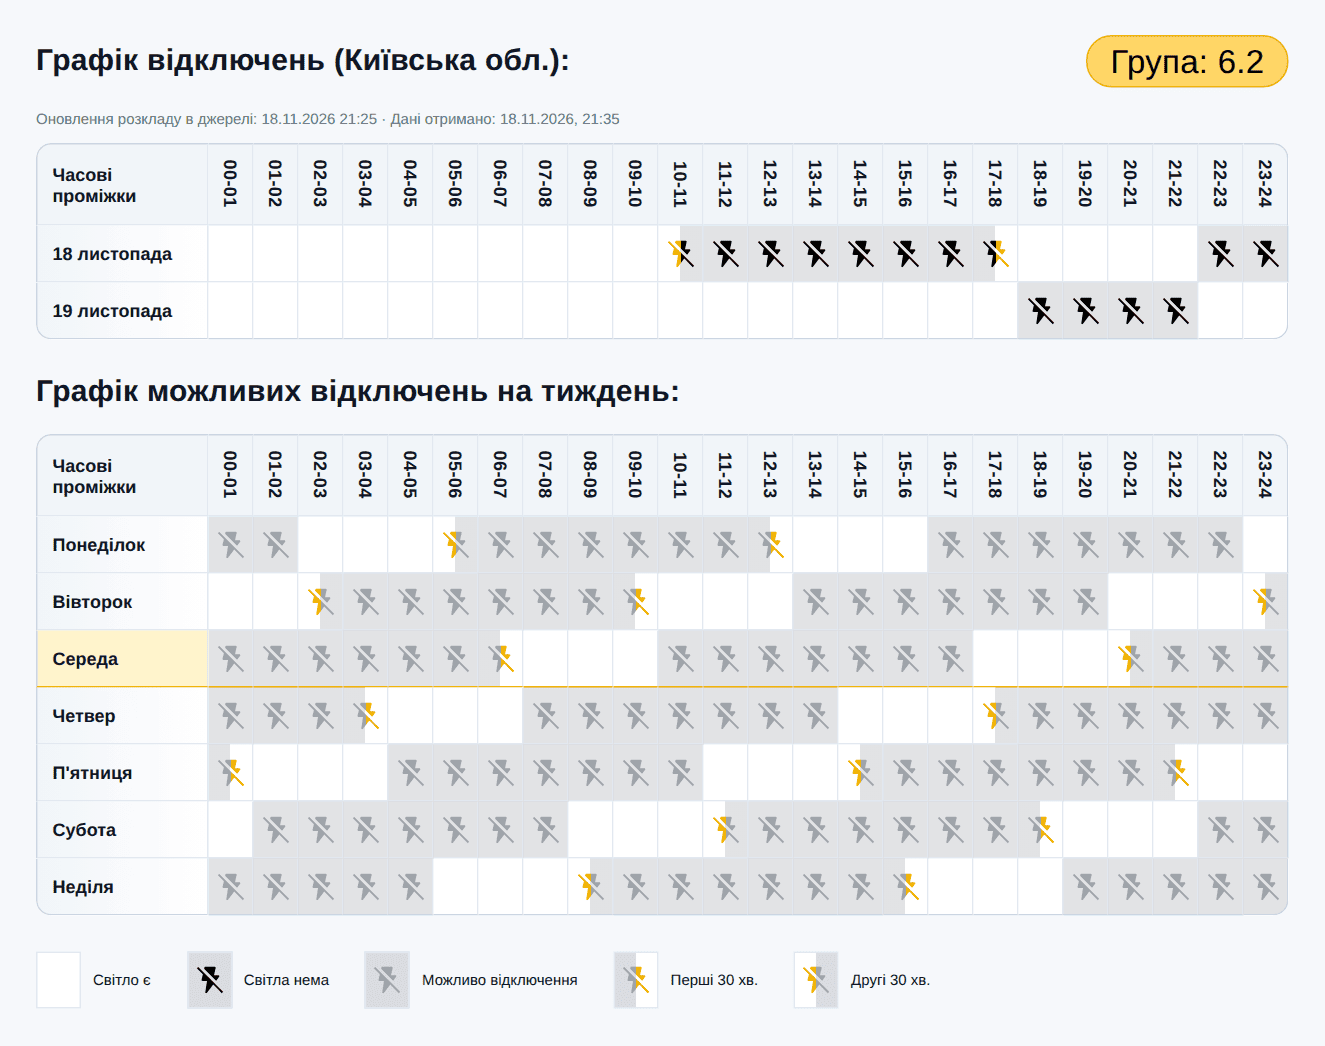 Графік відключень (Київська обл.):
Група: 6.2
Оновлення розкладу в джерелі: 18.11.2026 21:25 · Дані отримано: 18.11.2026, 21:35
Часові проміжки 00-01 01-02 02-03 03-04 04-05 05-06 06-07 07-08 08-09 09-10 10-11 11-12 12-13 13-14 14-15 15-16 16-17 17-18 18-19 19-20 20-21 21-22 22-23 23-24
18 листопада
19 листопада
Графік можливих відключень на тиждень:
Часові проміжки 00-01 01-02 02-03 03-04 04-05 05-06 06-07 07-08 08-09 09-10 10-11 11-12 12-13 13-14 14-15 15-16 16-17 17-18 18-19 19-20 20-21 21-22 22-23 23-24
Понеділок
Вівторок
Середа
Четвер
П'ятниця
Субота
Неділя
Світло є Світла нема Можливо відключення Перші 30 хв. Другі 30 хв.